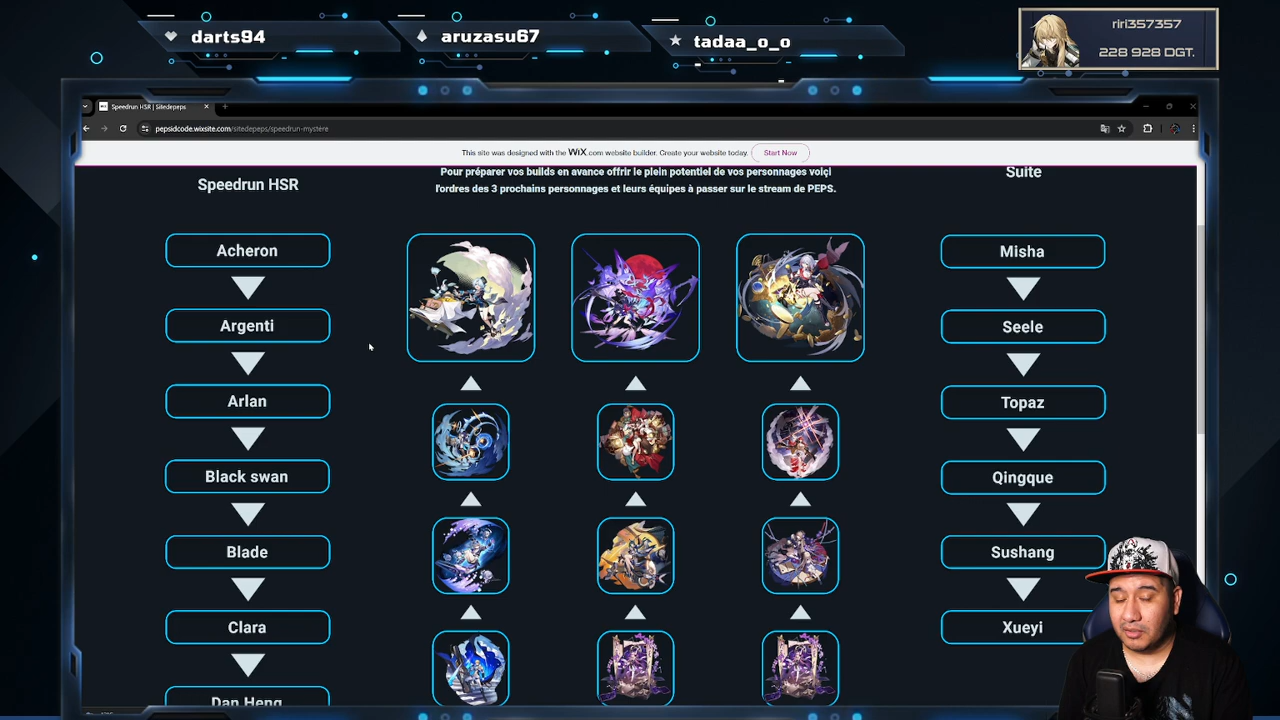 darts94
aruzasu67
tadaa_o_o
riri357357
228 928 DGT.
Speedrun HSR | Sitedepeps
pepsidcode.wixsite.com/sitedepeps/speedrun-mystere
This site was designed with the WiX.com website builder. Create your website today.
Start Now
Speedrun HSR
Pour préparer vos builds en avance offrir le plein potentiel de vos personnages voiçi
l'ordres des 3 prochains personnages et leurs équipes à passer sur le stream de PEPS.
Suite
Acheron
Argenti
Arlan
Black swan
Blade
Clara
Dan Heng
Misha
Seele
Topaz
Qingque
Sushang
Xueyi